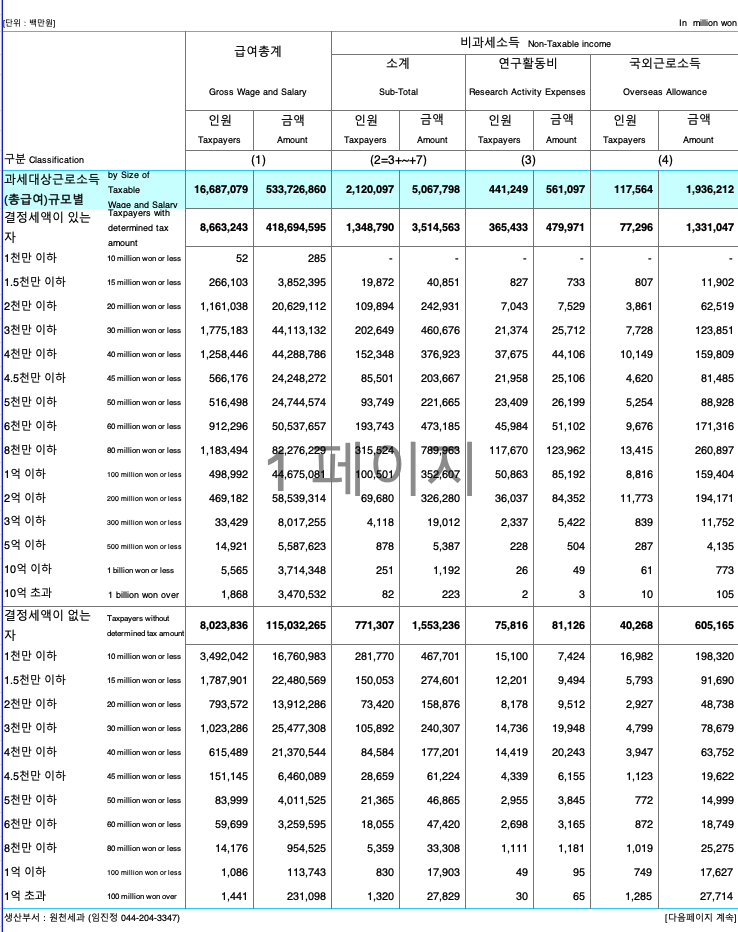 [단위 : 백만원] In million won
급여총계 비과세소득 Non-Taxable income
소계 연구활동비 국외근로소득
Gross Wage and Salary Sub-Total Research Activity Expenses Overseas Allowance
인원 금액 인원 금액 인원 금액 인원 금액
Taxpayers Amount Taxpayers Amount Taxpayers Amount Taxpayers Amount
구분 Classification (1) (2=3+~+7) (3) (4)
과세대상근로소득 (총급여)규모별 by Size of Taxable Wage and Salary 16,687,079 533,726,860 2,120,097 5,067,798 441,249 561,097 117,564 1,936,212
결정세액이 있는 자 Taxpayers with determined tax amount 8,663,243 418,694,595 1,348,790 3,514,563 365,433 479,971 77,296 1,331,047
1천만 이하 10 million won or less 52 285 - - - - - -
1.5천만 이하 15 million won or less 266,103 3,852,395 19,872 40,851 827 733 807 11,902
2천만 이하 20 million won or less 1,161,038 20,629,112 109,894 242,931 7,043 7,529 3,861 62,519
3천만 이하 30 million won or less 1,775,183 44,113,132 202,649 460,676 21,374 25,712 7,728 123,851
4천만 이하 40 million won or less 1,258,446 44,288,786 152,348 376,923 37,675 44,106 10,149 159,809
4.5천만 이하 45 million won or less 566,176 24,248,272 85,501 203,667 21,958 25,106 4,620 81,485
5천만 이하 50 million won or less 516,498 24,744,574 93,749 221,665 23,409 26,199 5,254 88,928
6천만 이하 60 million won or less 912,296 50,537,657 193,743 473,185 45,984 51,102 9,676 171,316
8천만 이하 80 million won or less 1,183,494 82,276,229 315,524 789,963 117,670 123,962 13,415 260,897
1 페이지
1억 이하 100 million won or less 498,992 44,675,081 100,501 352,607 50,863 85,192 8,816 159,404
2억 이하 200 million won or less 469,182 58,539,314 69,680 326,280 36,037 84,352 11,773 194,171
3억 이하 300 million won or less 33,429 8,017,255 4,118 19,012 2,337 5,422 839 11,752
5억 이하 500 million won or less 14,921 5,587,623 878 5,387 228 504 287 4,135
10억 이하 1 billion won or less 5,565 3,714,348 251 1,192 26 49 61 773
10억 초과 1 billion won over 1,868 3,470,532 82 223 2 3 10 105
결정세액이 없는 자 Taxpayers without determined tax amount 8,023,836 115,032,265 771,307 1,553,236 75,816 81,126 40,268 605,165
1천만 이하 10 million won or less 3,492,042 16,760,983 281,770 467,701 15,100 7,424 16,982 198,320
1.5천만 이하 15 million won or less 1,787,901 22,480,569 150,053 274,601 12,201 9,494 5,793 91,690
2천만 이하 20 million won or less 793,572 13,912,286 73,420 158,876 8,178 9,512 2,927 48,738
3천만 이하 30 million won or less 1,023,286 25,477,308 105,892 240,307 14,736 19,948 4,799 78,679
4천만 이하 40 million won or less 615,489 21,370,544 84,584 177,201 14,419 20,243 3,947 63,752
4.5천만 이하 45 million won or less 151,145 6,460,089 28,659 61,224 4,339 6,155 1,123 19,622
5천만 이하 50 million won or less 83,999 4,011,525 21,365 46,865 2,955 3,845 772 14,999
6천만 이하 60 million won or less 59,699 3,259,595 18,055 47,420 2,698 3,165 872 18,749
8천만 이하 80 million won or less 14,176 954,525 5,359 33,308 1,111 1,181 1,019 25,275
1억 이하 100 million won or less 1,086 113,743 830 17,903 49 95 749 17,627
1억 초과 100 million won over 1,441 231,098 1,320 27,829 30 65 1,285 27,714
생산부서 : 원천세과 (임진정 044-204-3347) [다음페이지 계속]